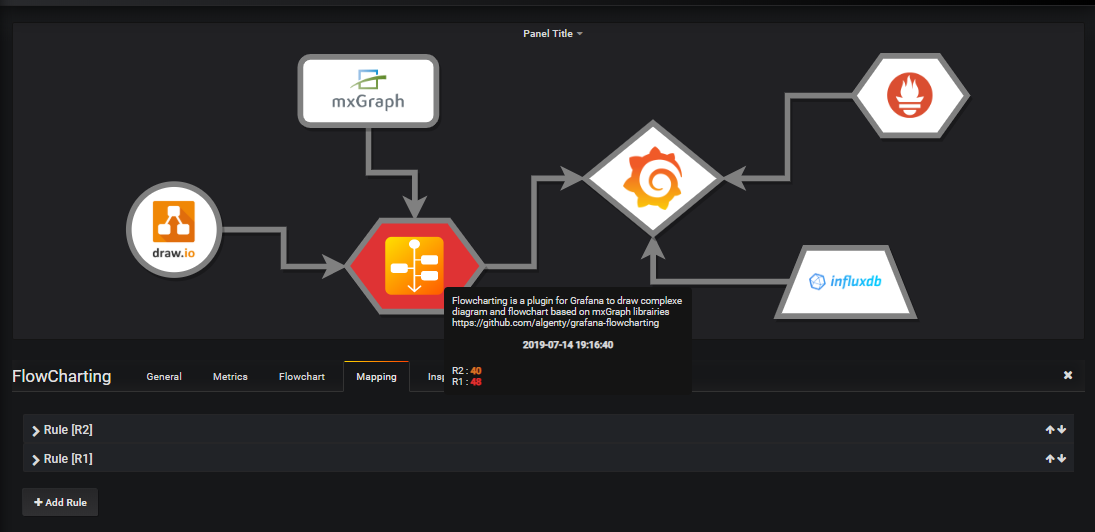 Panel Title
mxGraph
draw.io
influxdb
Flowcharting is a plugin for Grafana to draw complexe
diagram and flowchart based on mxGraph librairies
https://github.com/algenty/grafana-flowcharting
2019-07-14 19:16:40
R2 : 40
R1 : 48
FlowCharting
General
Metrics
Flowchart
Mapping
Insp
Rule [R2]
Rule [R1]
Add Rule